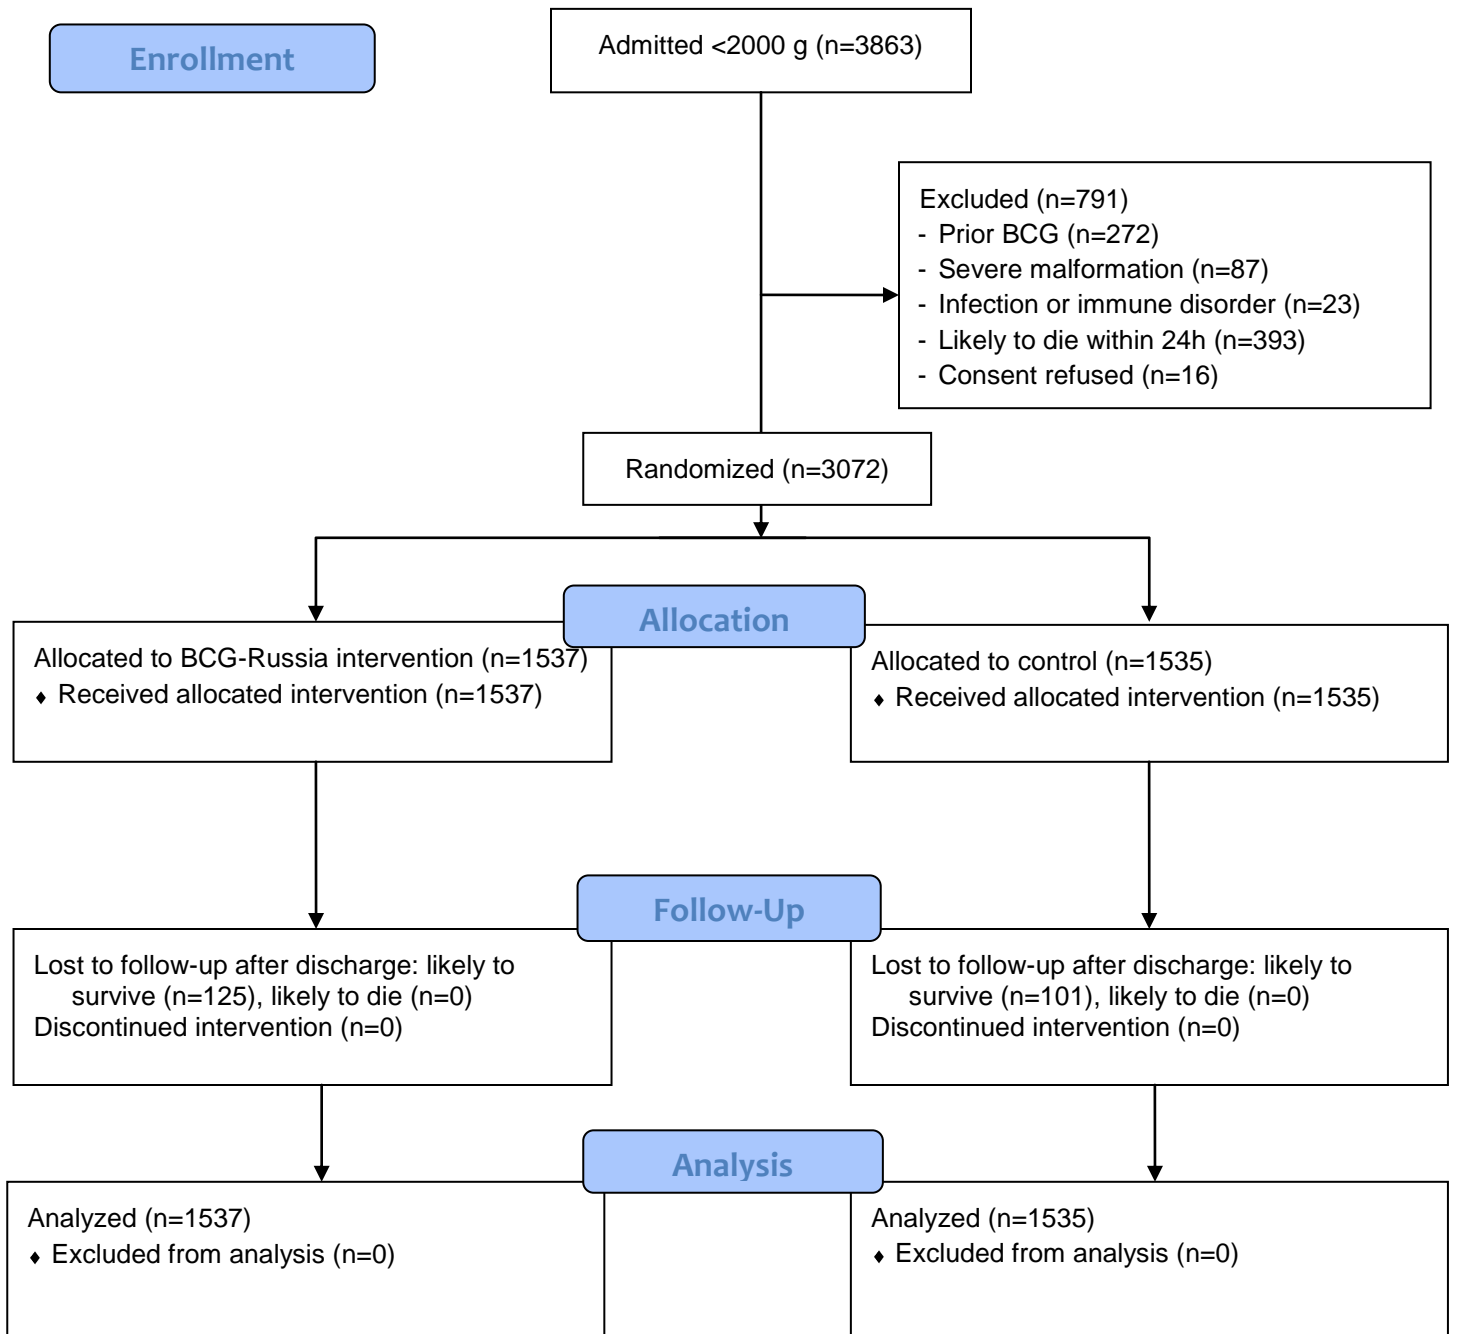 Enrollment
Admitted <2000 g (n=3863)
Excluded (n=791)
- Prior BCG (n=272)
- Severe malformation (n=87)
- Infection or immune disorder (n=23)
- Likely to die within 24h (n=393)
- Consent refused (n=16)
Randomized (n=3072)
Allocation
Allocated to BCG-Russia intervention (n=1537)
♦ Received allocated intervention (n=1537)
Allocated to control (n=1535)
♦ Received allocated intervention (n=1535)
Follow-Up
Lost to follow-up after discharge: likely to
survive (n=125), likely to die (n=0)
Discontinued intervention (n=0)
Lost to follow-up after discharge: likely to
survive (n=101), likely to die (n=0)
Discontinued intervention (n=0)
Analysis
Analyzed (n=1537)
♦ Excluded from analysis (n=0)
Analyzed (n=1535)
♦ Excluded from analysis (n=0)